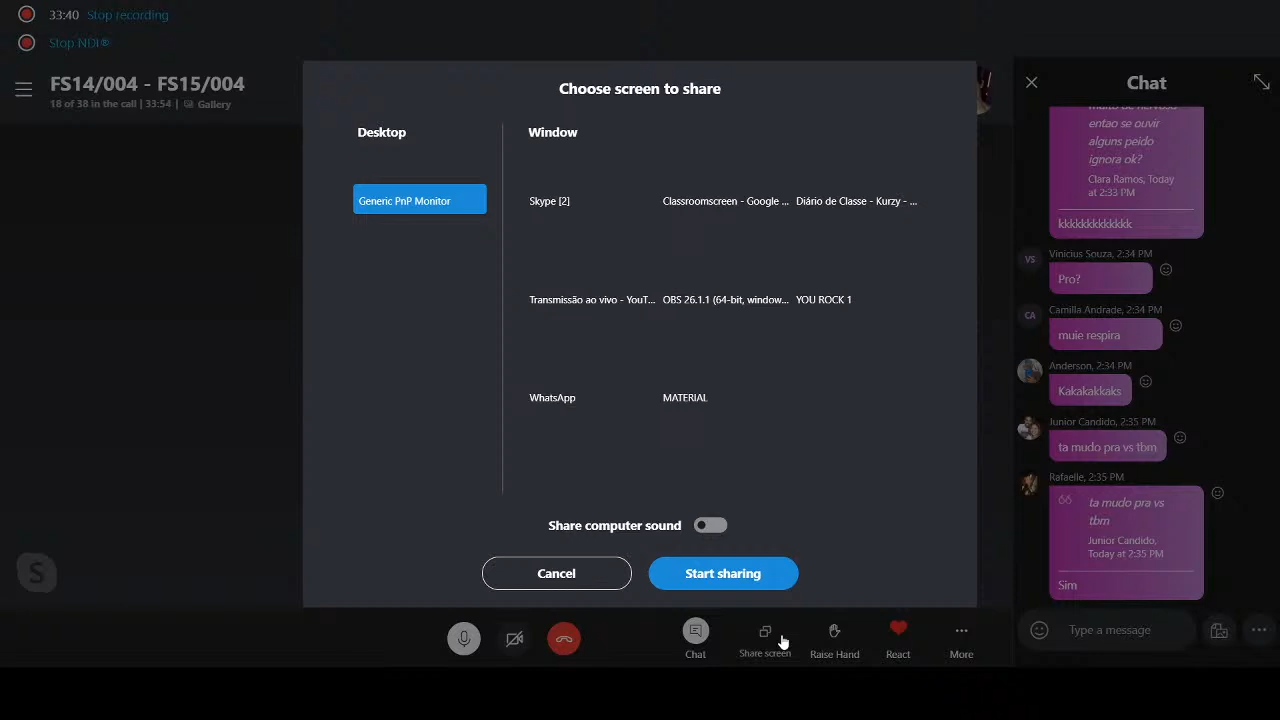 33:40 Stop recording
Stop NDI®
FS14/004 - FS15/004
18 of 38 in the call | 33:54 | Gallery
Choose screen to share
Desktop
Window
Generic PnP Monitor
Skype [2]
Classroomscreen - Google ...
Diário de Classe - Kurzy - ...
Transmissão ao vivo - YouT...
OBS 26.1.1 (64-bit, window...
YOU ROCK 1
WhatsApp
MATERIAL
Share computer sound
Cancel
Start sharing
Chat
Share screen
Raise Hand
React
More
Chat
muito de nervoso
entao se ouvir
alguns peido
ignora ok?
Clara Ramos, Today
at 2:33 PM
kkkkkkkkkkkkk
VS
Vinicius Souza, 2:34 PM
Pro?
CA
Camilla Andrade, 2:34 PM
muie respira
Anderson, 2:34 PM
Kakakakkaks
Junior Candido, 2:35 PM
ta mudo pra vs tbm
Rafaelle, 2:35 PM
ta mudo pra vs
tbm
Junior Candido,
Today at 2:35 PM
Sim
Type a message
S